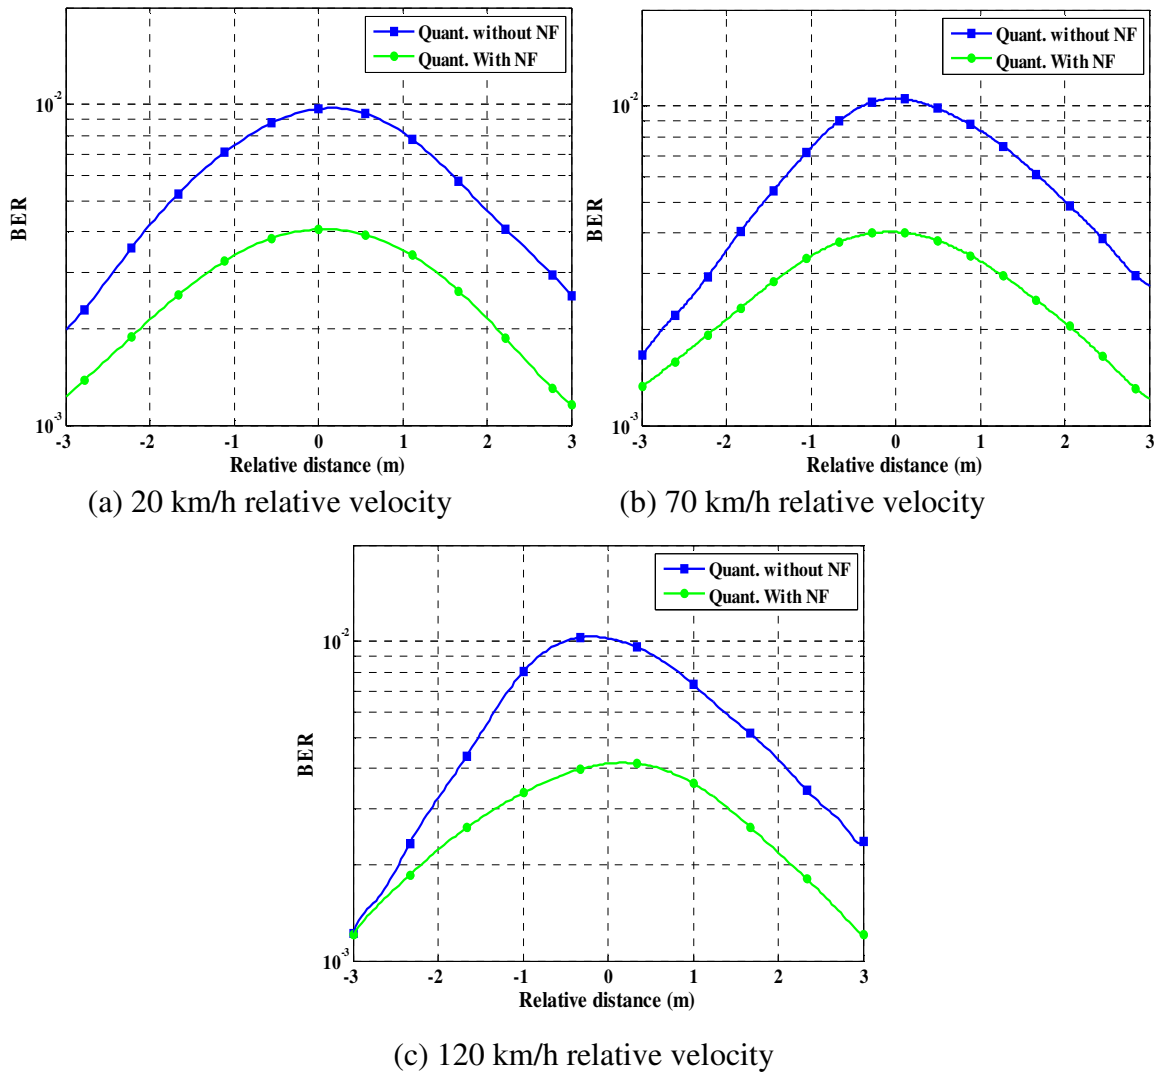 Quant. without NF
Quant. With NF
10-2
BER
10-3
-3 -2 -1 0 1 2 3
Relative distance (m)
(a) 20 km/h relative velocity
Quant. without NF
Quant. With NF
10-2
BER
10-3
-3 -2 -1 0 1 2 3
Relative distance (m)
(b) 70 km/h relative velocity
Quant. without NF
Quant. With NF
10-2
BER
10-3
-3 -2 -1 0 1 2 3
Relative distance (m)
(c) 120 km/h relative velocity